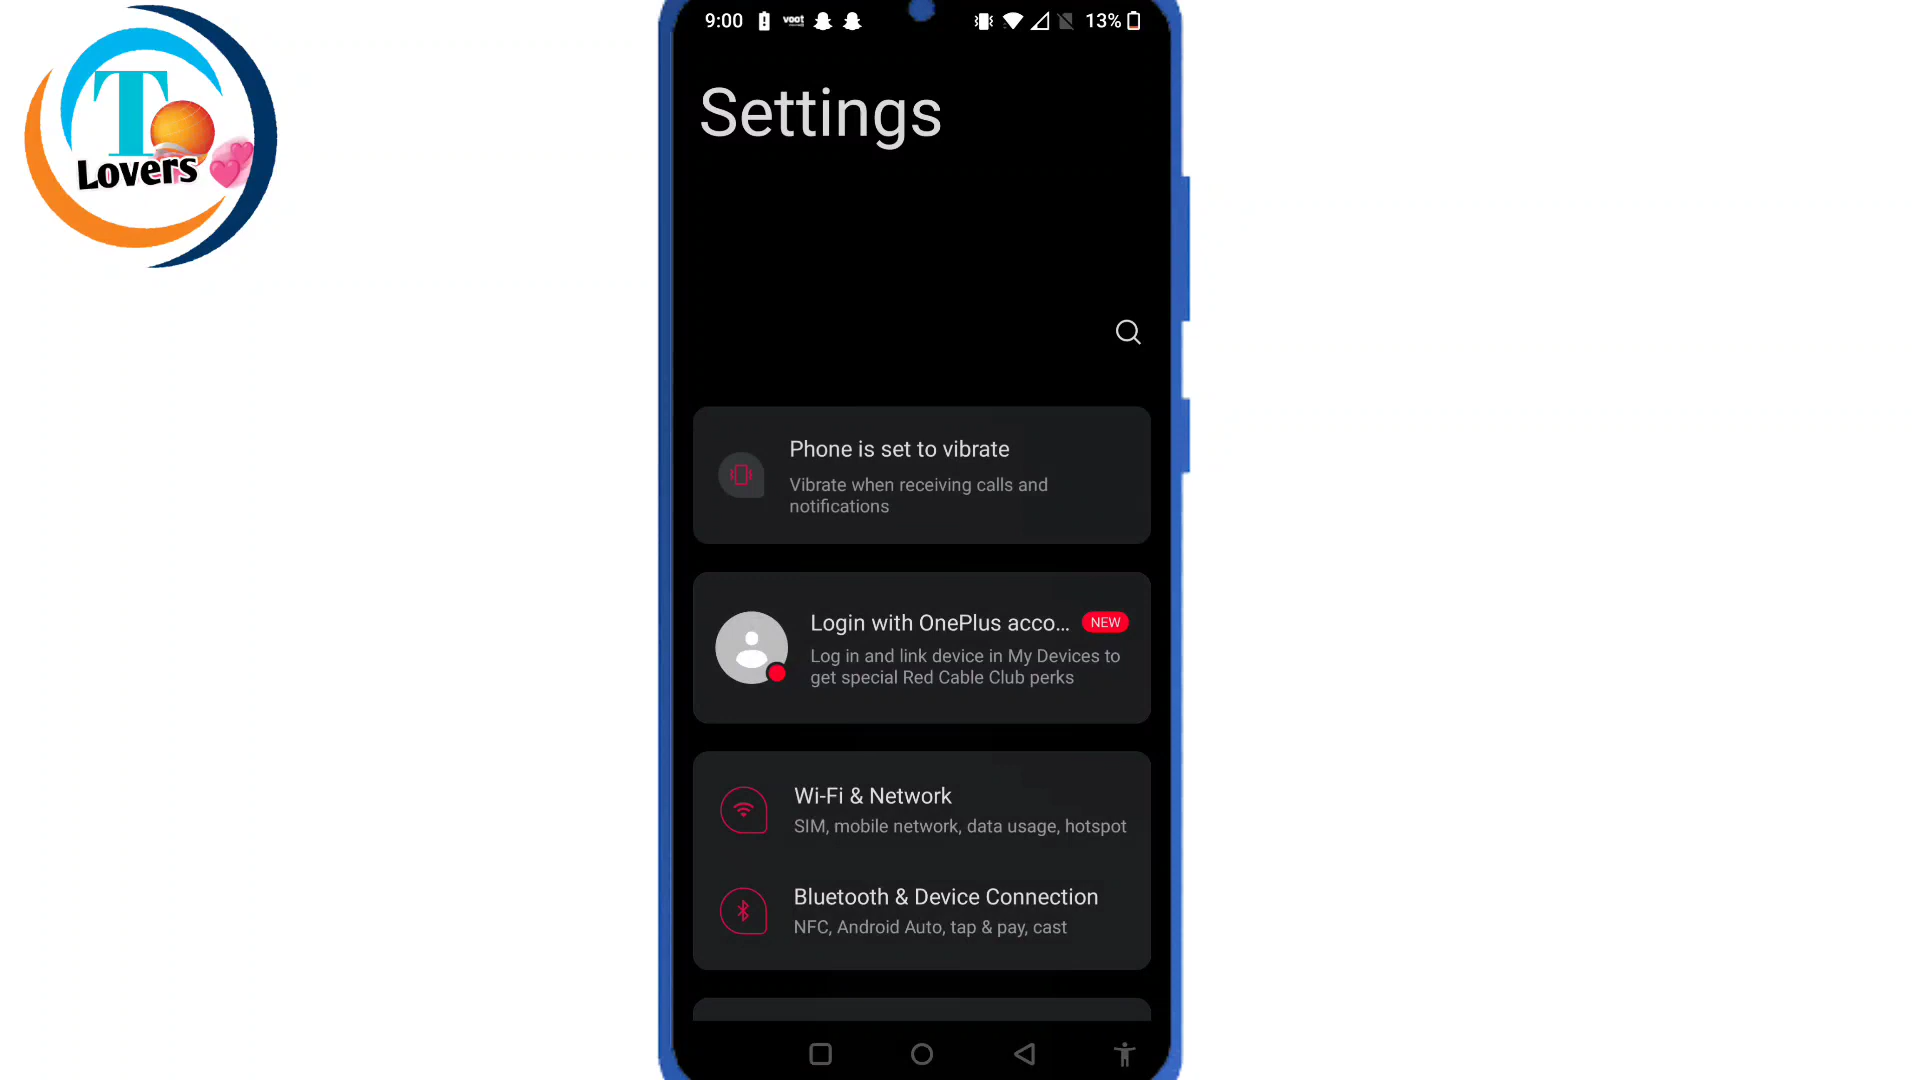 T
Lovers
9:00 voot 13%
Settings
Phone is set to vibrate
Vibrate when receiving calls and
notifications
Login with OnePlus acco... NEW
Log in and link device in My Devices to
get special Red Cable Club perks
Wi-Fi & Network
SIM, mobile network, data usage, hotspot
Bluetooth & Device Connection
NFC, Android Auto, tap & pay, cast